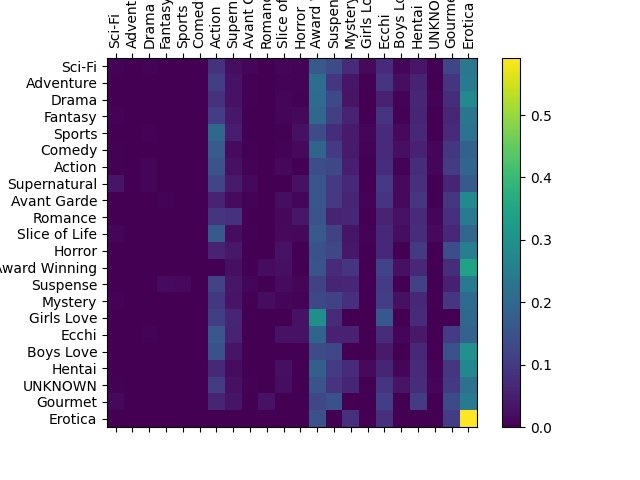 Sci-Fi
Advent
Drama
Fantasy
Sports
Comed
Action
Supern
Avant G
Romanc
Slice of
Horror
Award
Suspen
Mystery
Girls Lo
Ecchi
Boys Lo
Hentai
UNKNO
Gourme
Erotica
Sci-Fi
Adventure
Drama
Fantasy
Sports
Comedy
Action
Supernatural
Avant Garde
Romance
Slice of Life
Horror
ward Winning
Suspense
Mystery
Girls Love
Ecchi
Boys Love
Hentai
UNKNOWN
Gourmet
Erotica
0.5
0.4
0.3
0.2
0.1
0.0